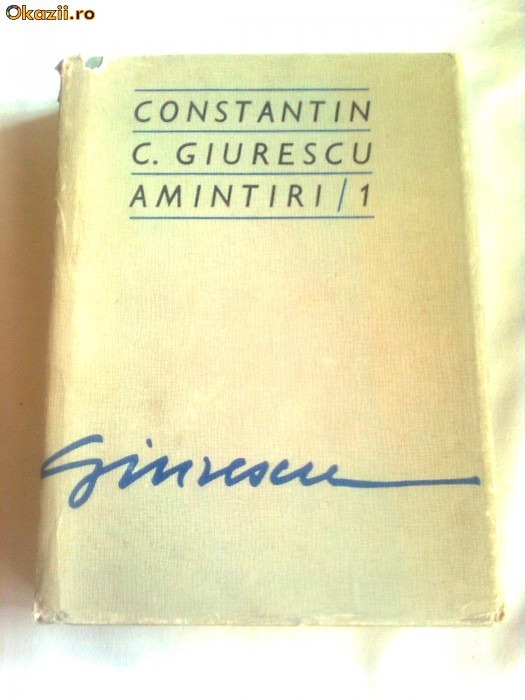 Okazii.ro
CONSTANTIN
C. GIURESCU
AMINTIRI/1
Giurescu